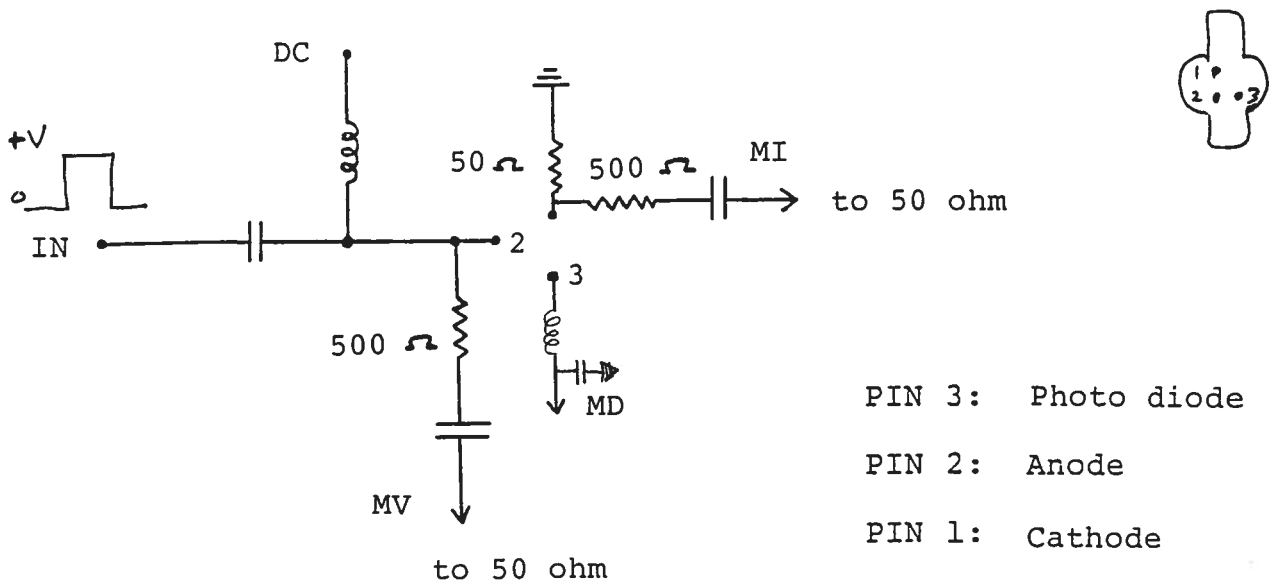 DC
+V
0
IN
50 Ω
500 Ω
MI
to 50 ohm
1
2
3
2
3
500 Ω
MD
MV
to 50 ohm
PIN 3: Photo diode
PIN 2: Anode
PIN 1: Cathode